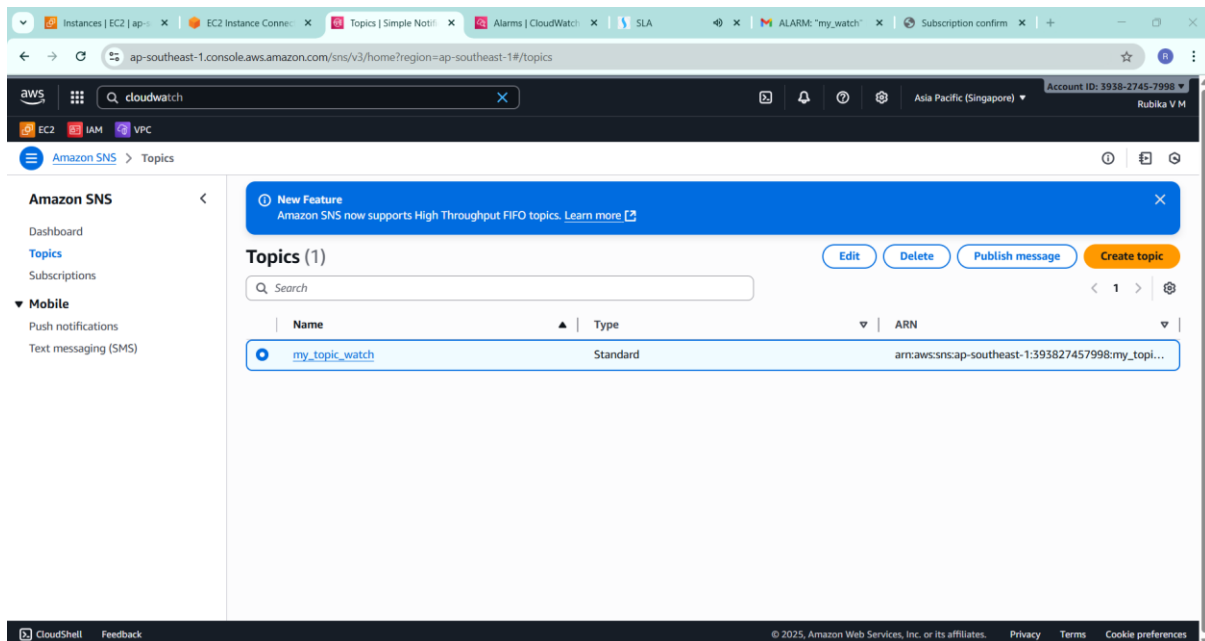 Instances | EC2 | ap-s
EC2 Instance Connec
Topics | Simple Notifi
Alarms | CloudWatch
SLA
ALARM: "my_watch"
Subscription confirm
ap-southeast-1.console.aws.amazon.com/sns/v3/home?region=ap-southeast-1#/topics
B
aws
cloudwatch
Asia Pacific (Singapore)
Account ID: 3938-2745-7998
Rubika V M
EC2 IAM VPC
Amazon SNS > Topics
Amazon SNS
Dashboard
Topics
Subscriptions
Mobile
Push notifications
Text messaging (SMS)
New Feature
Amazon SNS now supports High Throughput FIFO topics. Learn more
Topics (1)
Edit
Delete
Publish message
Create topic
Search
1
Name Type ARN
my_topic_watch Standard arn:aws:sns:ap-southeast-1:393827457998:my_topi...
CloudShell Feedback
© 2025, Amazon Web Services, Inc. or its affiliates. Privacy Terms Cookie preferences